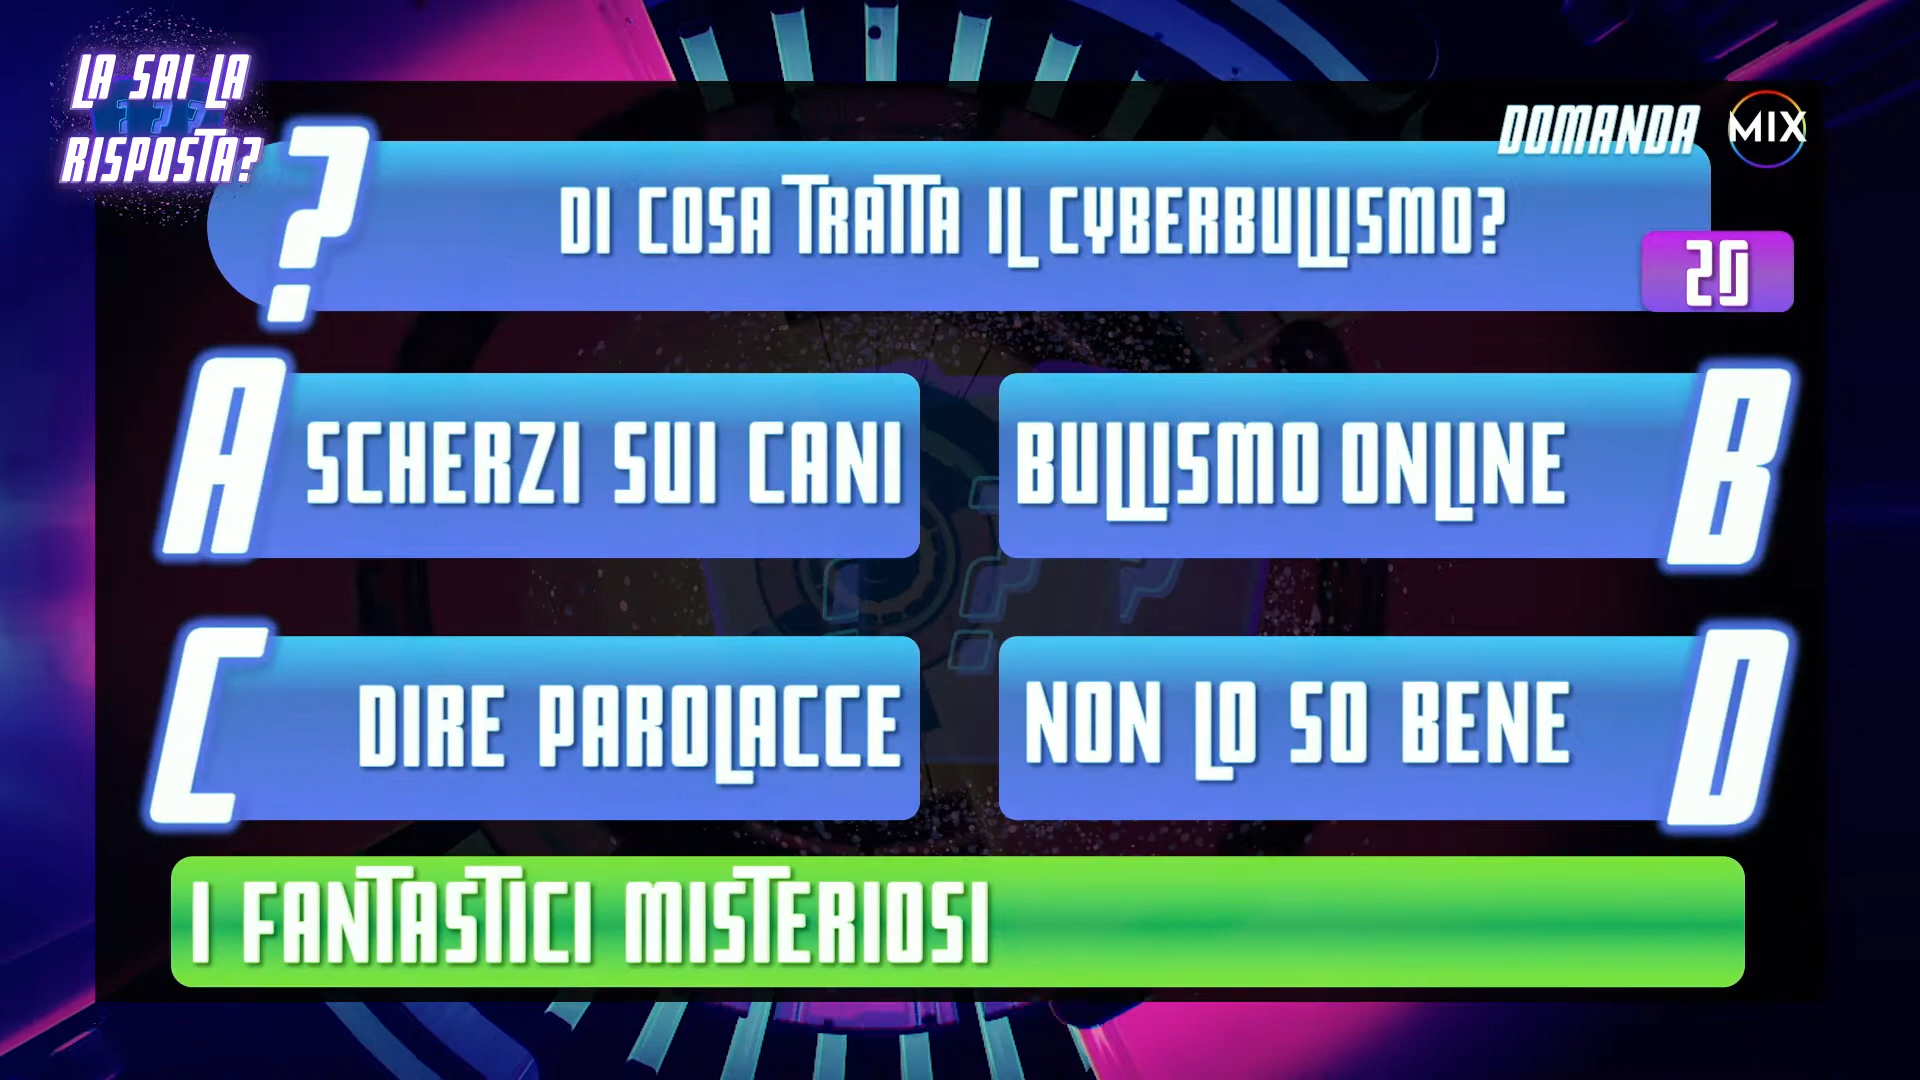 LA SAI LA
? ? ?
RISPOSTA?
DOMANDA MIX
?
DI COSA TRATTA IL CYBERBULLISMO?
20
A SCHERZI SUI CANI
BULLISMO ONLINE B
C DIRE PAROLACCE
NON LO SO BENE D
I FANTASTICI MISTERIOSI